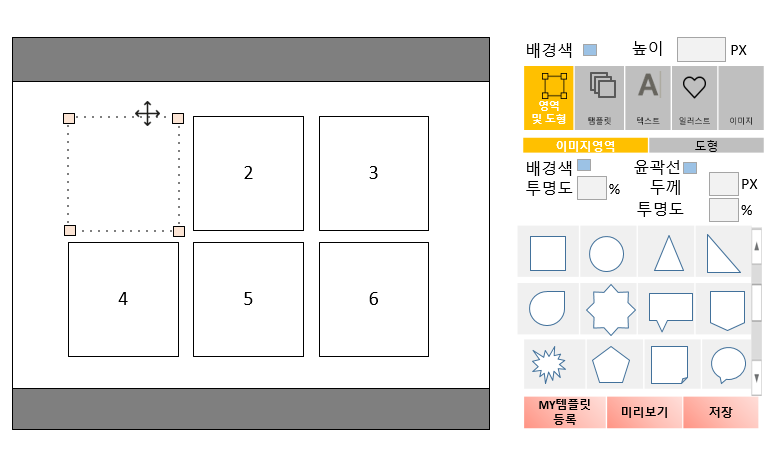 배경색 높이 PX
A
영역
및 도형
탬플릿 텍스트 일러스트 이미지
이미지영역 도형
배경색 윤곽선
투명도 % 두께 PX
투명도 %
2 3
4 5 6
MY템플릿
등록
미리보기 저장